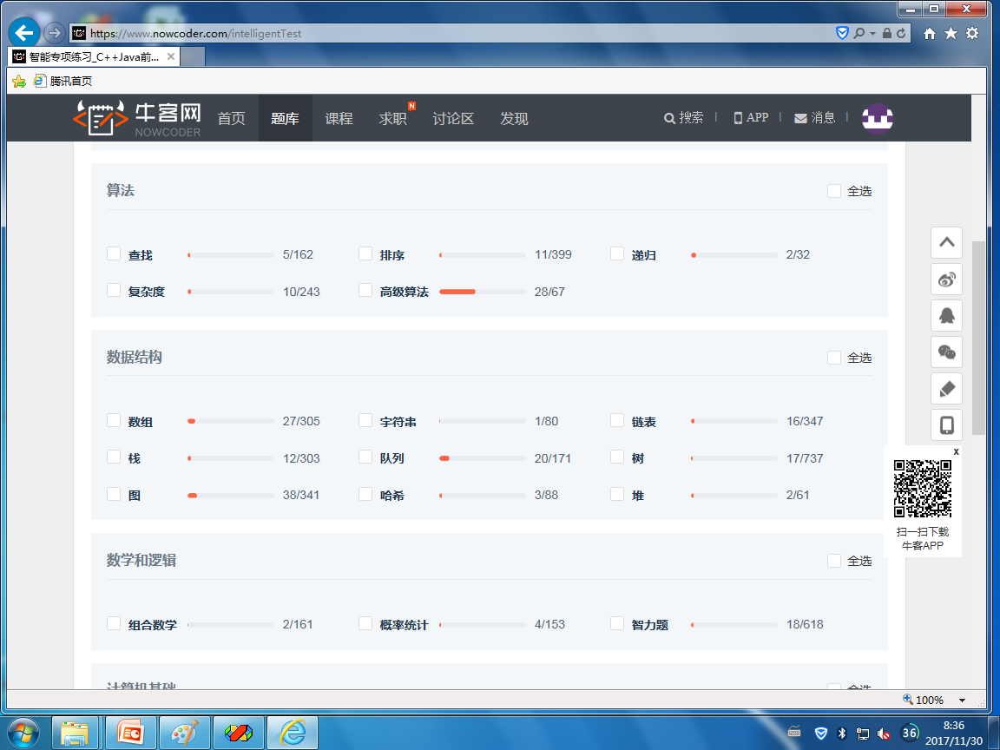 https://www.nowcoder.com/intelligentTest
智能专项练习_C++Java前...
腾讯首页
牛客网
NOWCODER
首页 题库 课程 求职 N 讨论区 发现 搜索 APP 消息
算法 全选
查找 5/162 排序 11/399 递归 2/32
复杂度 10/243 高级算法 28/67
数据结构 全选
数组 27/305 字符串 1/80 链表 16/347
栈 12/303 队列 20/171 树 17/737
图 38/341 哈希 3/88 堆 2/61
x
扫一扫下载
牛客APP
数学和逻辑 全选
组合数学 2/161 概率统计 4/153 智力题 18/618
计算机基础 全选
100%
36
8:36
2017/11/30